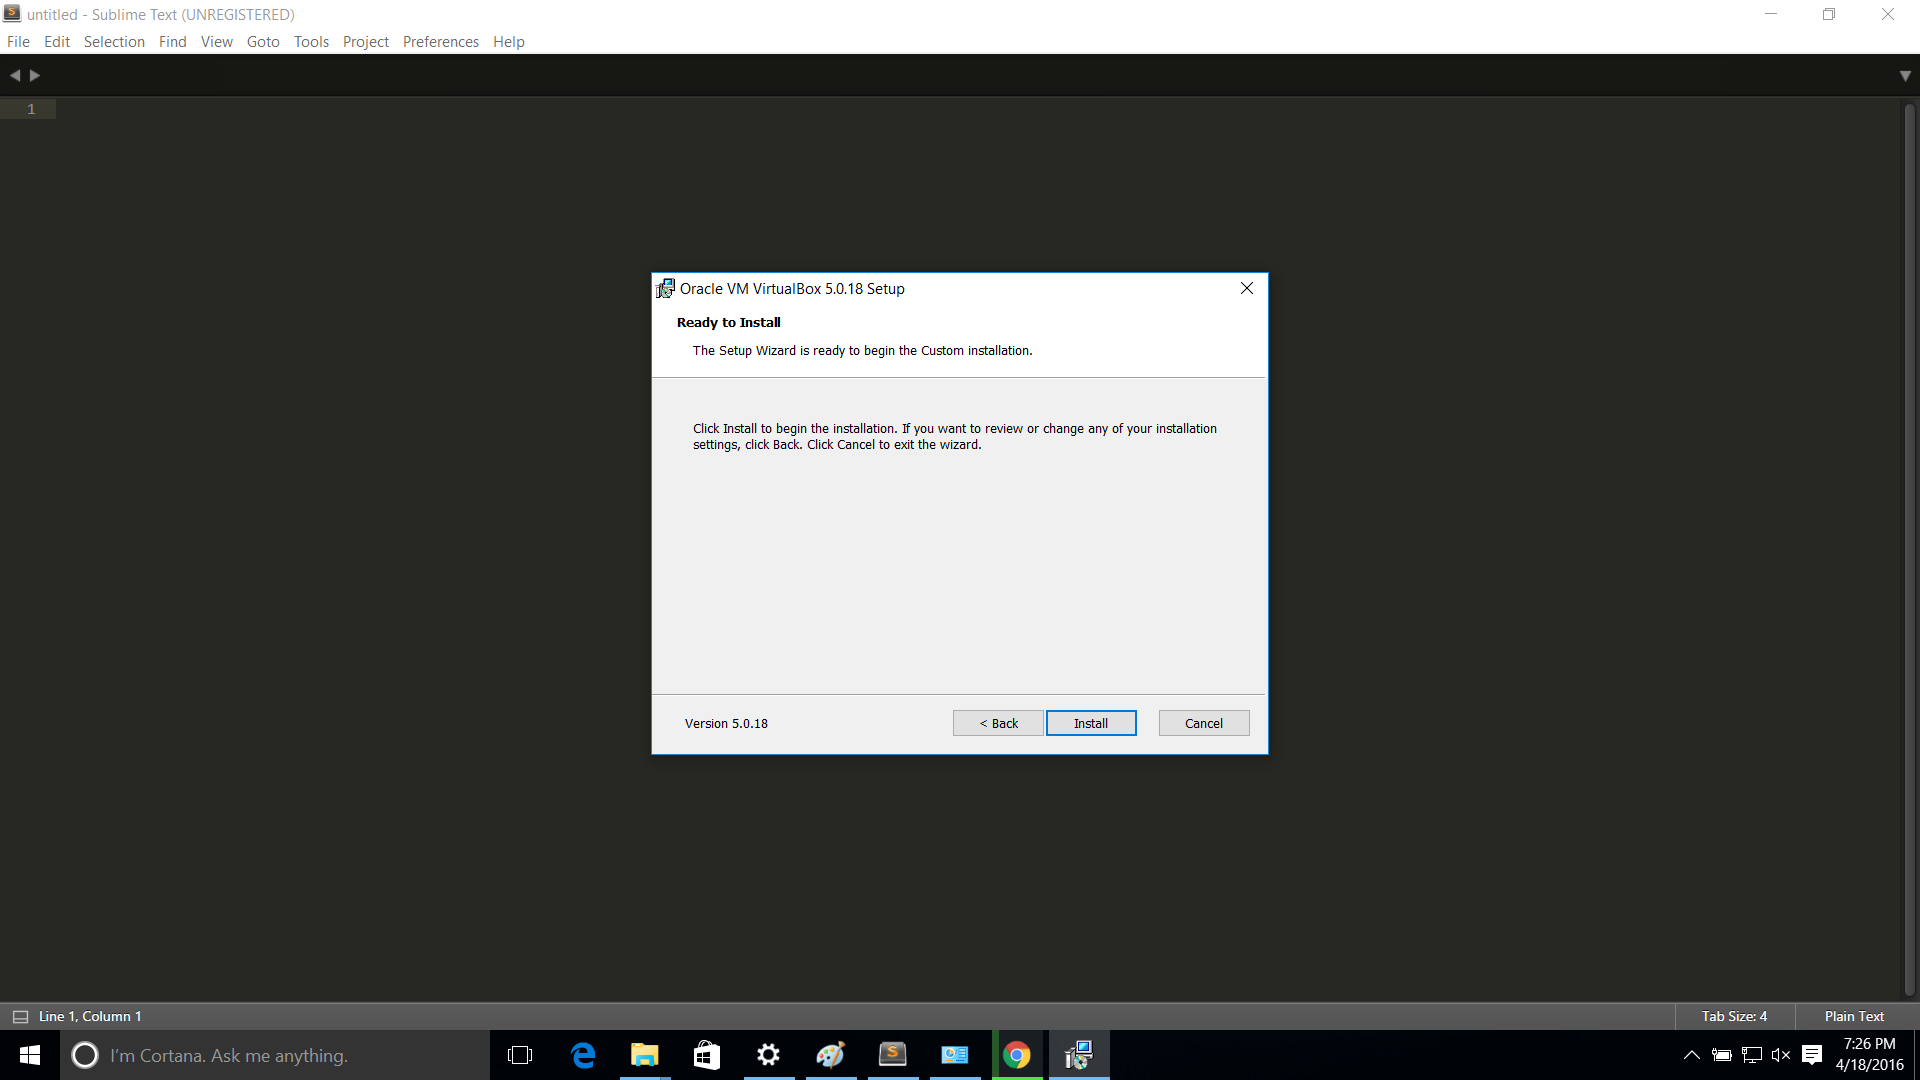 untitled - Sublime Text (UNREGISTERED)
File Edit Selection Find View Goto Tools Project Preferences Help
1
Oracle VM VirtualBox 5.0.18 Setup
Ready to Install
The Setup Wizard is ready to begin the Custom installation.
Click Install to begin the installation. If you want to review or change any of your installation
settings, click Back. Click Cancel to exit the wizard.
Version 5.0.18
< Back Install Cancel
Line 1, Column 1 Tab Size: 4 Plain Text
I'm Cortana. Ask me anything.
7:26 PM
4/18/2016